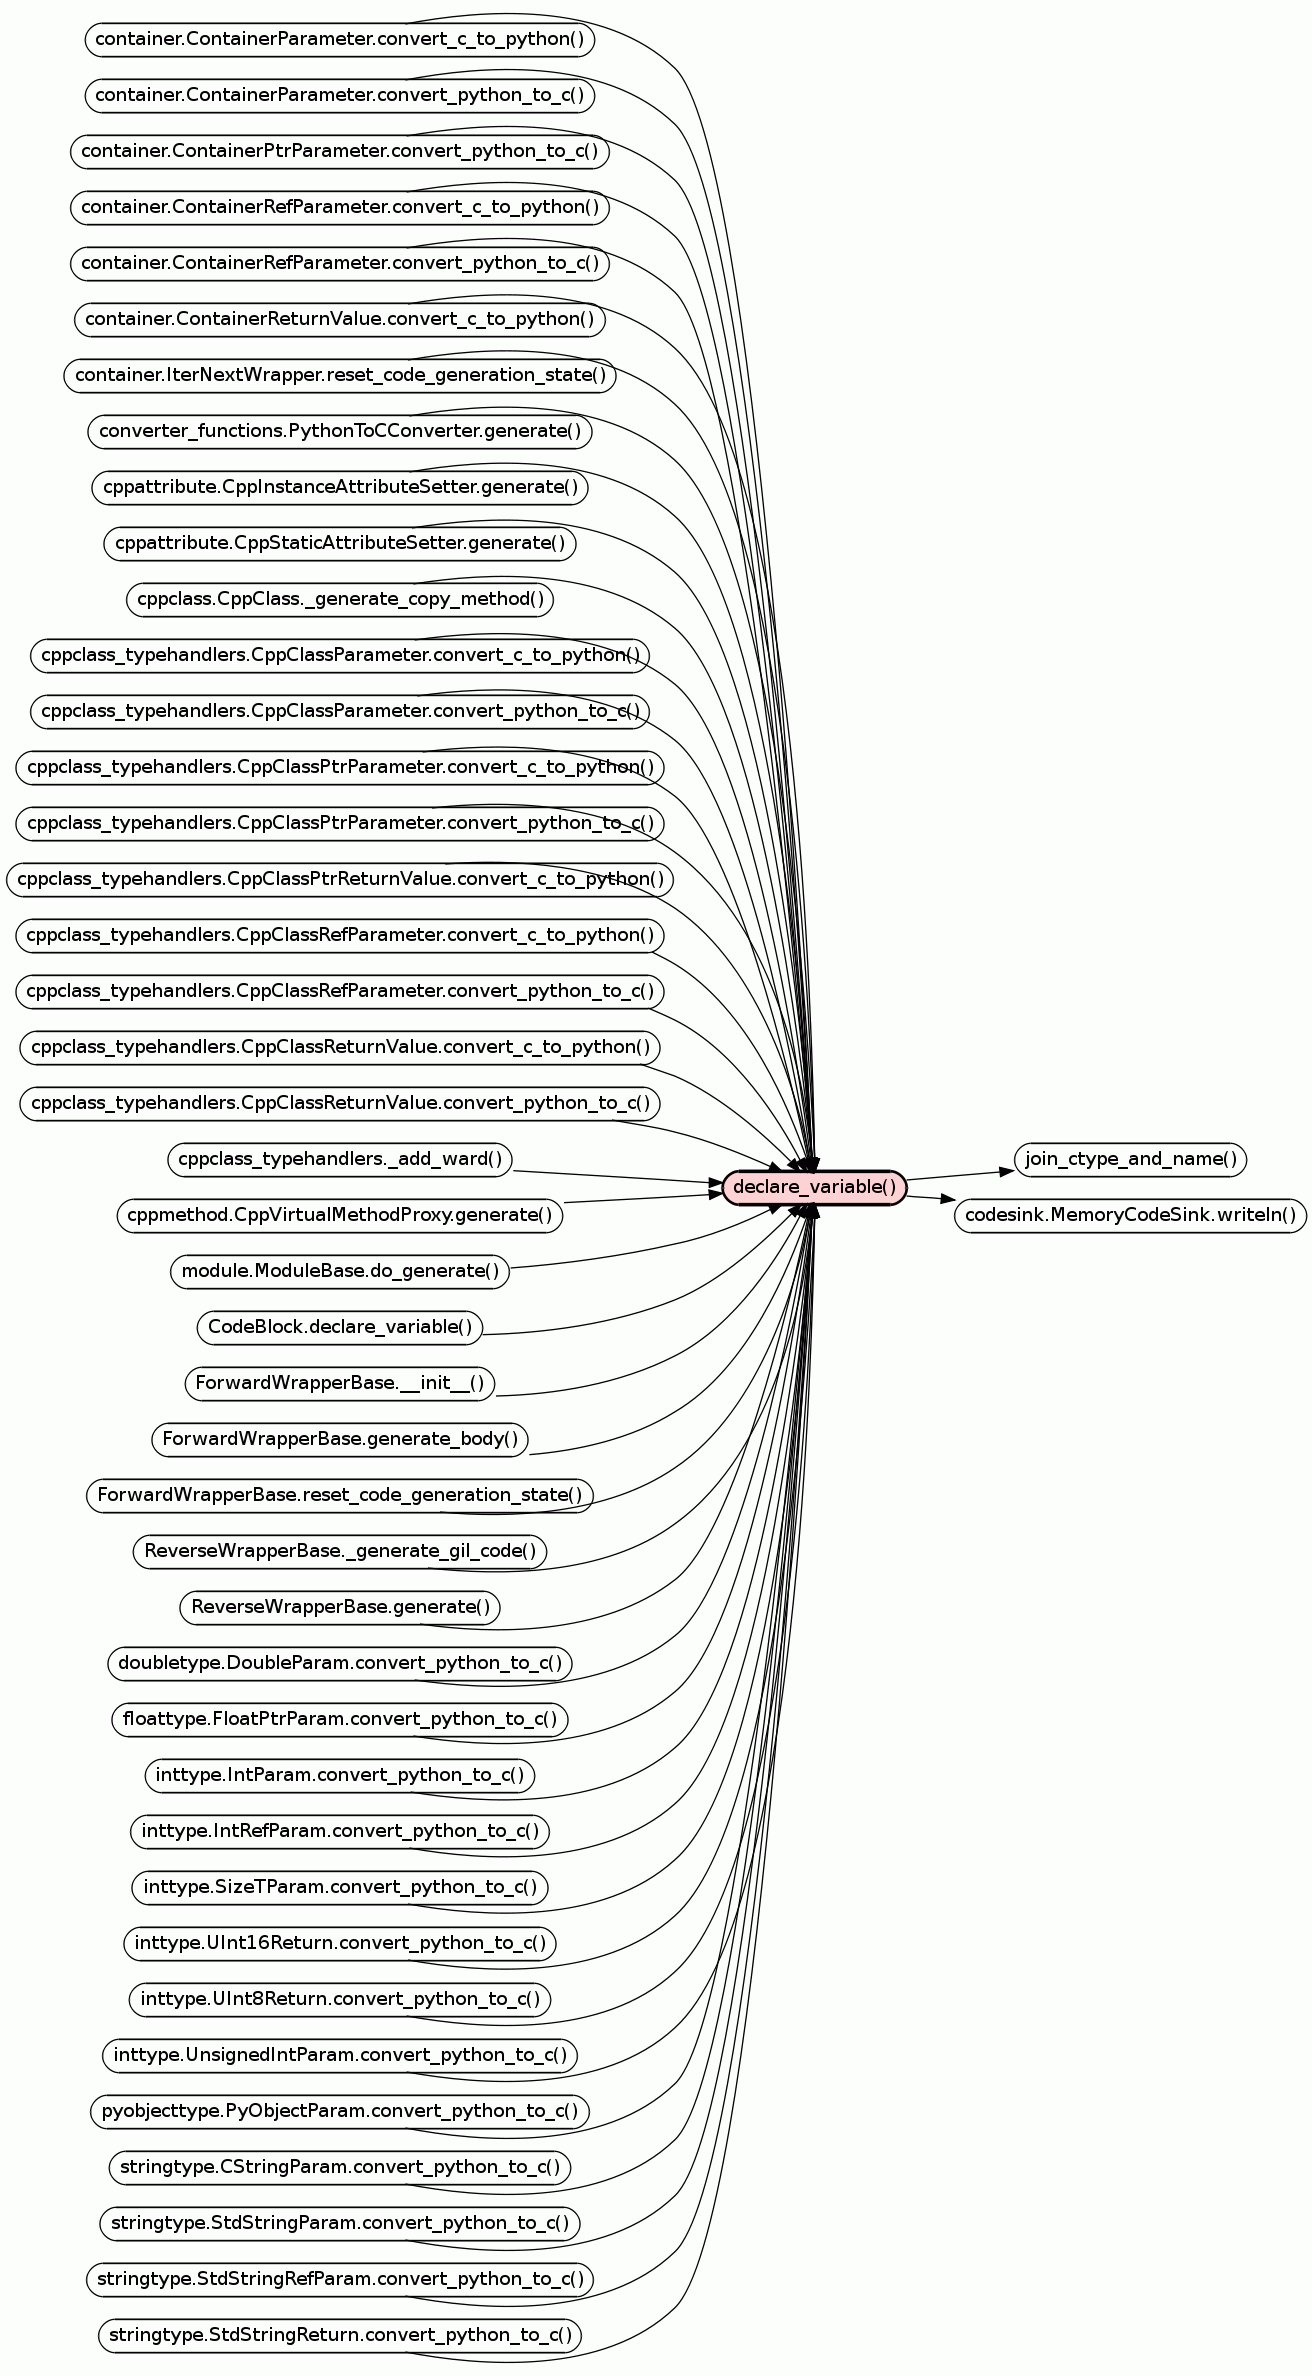 container.ContainerParameter.convert_c_to_python()
container.ContainerParameter.convert_python_to_c()
container.ContainerPtrParameter.convert_python_to_c()
container.ContainerRefParameter.convert_c_to_python()
container.ContainerRefParameter.convert_python_to_c()
container.ContainerReturnValue.convert_c_to_python()
container.IterNextWrapper.reset_code_generation_state()
converter_functions.PythonToCConverter.generate()
cppattribute.CppInstanceAttributeSetter.generate()
cppattribute.CppStaticAttributeSetter.generate()
cppclass.CppClass._generate_copy_method()
cppclass_typehandlers.CppClassParameter.convert_c_to_python()
cppclass_typehandlers.CppClassParameter.convert_python_to_c()
cppclass_typehandlers.CppClassPtrParameter.convert_c_to_python()
cppclass_typehandlers.CppClassPtrParameter.convert_python_to_c()
cppclass_typehandlers.CppClassPtrReturnValue.convert_c_to_python()
cppclass_typehandlers.CppClassRefParameter.convert_c_to_python()
cppclass_typehandlers.CppClassRefParameter.convert_python_to_c()
cppclass_typehandlers.CppClassReturnValue.convert_c_to_python()
cppclass_typehandlers.CppClassReturnValue.convert_python_to_c()
cppclass_typehandlers._add_ward()
cppmethod.CppVirtualMethodProxy.generate()
module.ModuleBase.do_generate()
CodeBlock.declare_variable()
ForwardWrapperBase.__init__()
ForwardWrapperBase.generate_body()
ForwardWrapperBase.reset_code_generation_state()
ReverseWrapperBase._generate_gil_code()
ReverseWrapperBase.generate()
doubletype.DoubleParam.convert_python_to_c()
floattype.FloatPtrParam.convert_python_to_c()
inttype.IntParam.convert_python_to_c()
inttype.IntRefParam.convert_python_to_c()
inttype.SizeTParam.convert_python_to_c()
inttype.UInt16Return.convert_python_to_c()
inttype.UInt8Return.convert_python_to_c()
inttype.UnsignedIntParam.convert_python_to_c()
pyobjecttype.PyObjectParam.convert_python_to_c()
stringtype.CStringParam.convert_python_to_c()
stringtype.StdStringParam.convert_python_to_c()
stringtype.StdStringRefParam.convert_python_to_c()
stringtype.StdStringReturn.convert_python_to_c()
declare_variable()
join_ctype_and_name()
codesink.MemoryCodeSink.writeln()